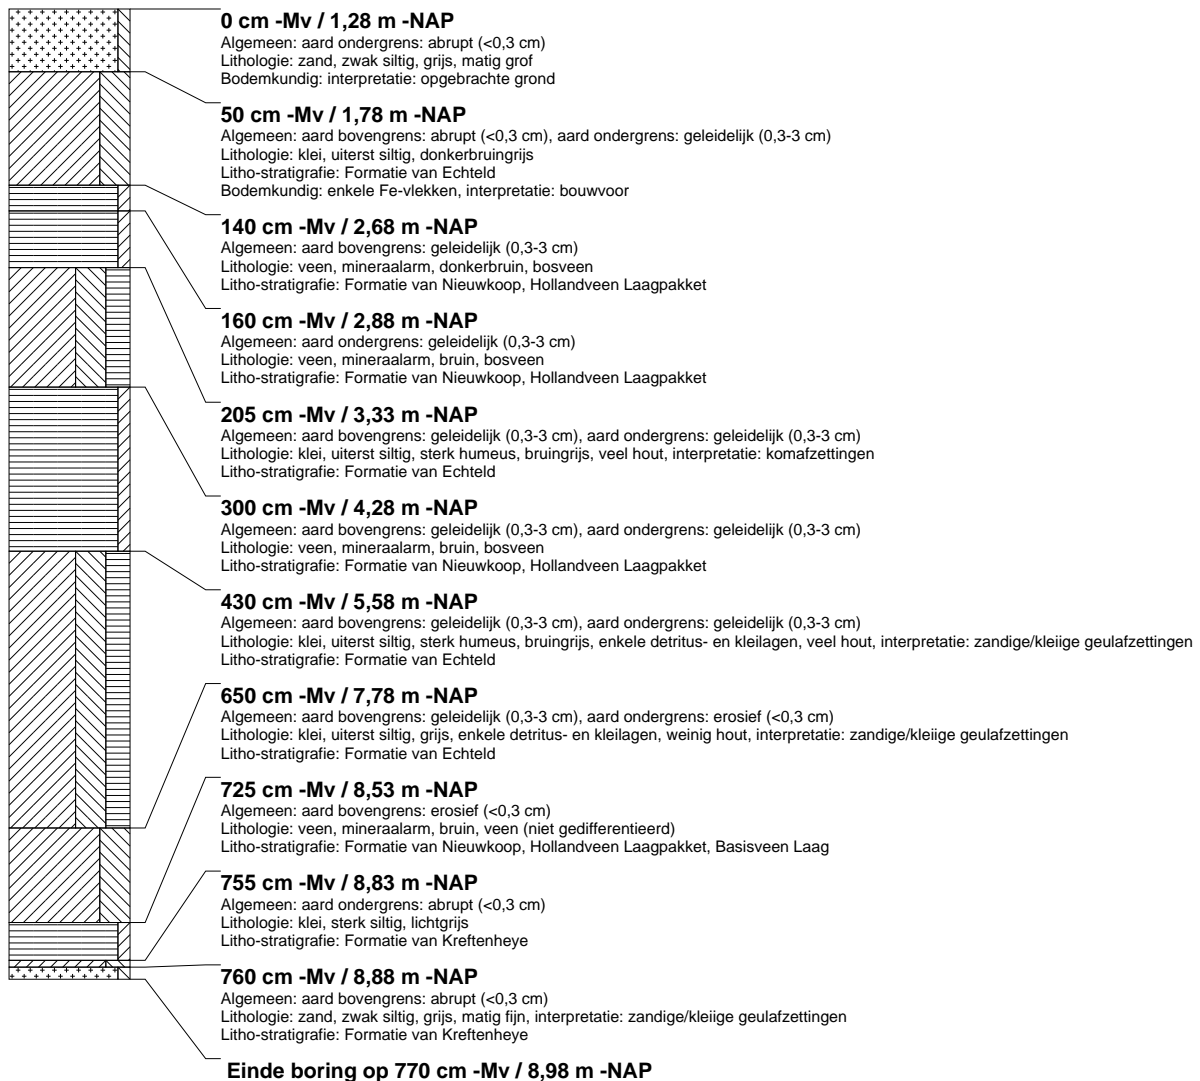 0 cm -Mv / 1,28 m -NAP
Algemeen: aard ondergrens: abrupt (<0,3 cm)
Lithologie: zand, zwak siltig, grijs, matig grof
Bodemkundig: interpretatie: opgebrachte grond
50 cm -Mv / 1,78 m -NAP
Algemeen: aard bovengrens: abrupt (<0,3 cm), aard ondergrens: geleidelijk (0,3-3 cm)
Lithologie: klei, uiterst siltig, donkerbruingrijs
Litho-stratigrafie: Formatie van Echteld
Bodemkundig: enkele Fe-vlekken, interpretatie: bouwvoor
140 cm -Mv / 2,68 m -NAP
Algemeen: aard bovengrens: geleidelijk (0,3-3 cm)
Lithologie: veen, mineraalarm, donkerbruin, bosveen
Litho-stratigrafie: Formatie van Nieuwkoop, Hollandveen Laagpakket
160 cm -Mv / 2,88 m -NAP
Algemeen: aard ondergrens: geleidelijk (0,3-3 cm)
Lithologie: veen, mineraalarm, bruin, bosveen
Litho-stratigrafie: Formatie van Nieuwkoop, Hollandveen Laagpakket
205 cm -Mv / 3,33 m -NAP
Algemeen: aard bovengrens: geleidelijk (0,3-3 cm), aard ondergrens: geleidelijk (0,3-3 cm)
Lithologie: klei, uiterst siltig, sterk humeus, bruingrijs, veel hout, interpretatie: komafzettingen
Litho-stratigrafie: Formatie van Echteld
300 cm -Mv / 4,28 m -NAP
Algemeen: aard bovengrens: geleidelijk (0,3-3 cm), aard ondergrens: geleidelijk (0,3-3 cm)
Lithologie: veen, mineraalarm, bruin, bosveen
Litho-stratigrafie: Formatie van Nieuwkoop, Hollandveen Laagpakket
430 cm -Mv / 5,58 m -NAP
Algemeen: aard bovengrens: geleidelijk (0,3-3 cm), aard ondergrens: geleidelijk (0,3-3 cm)
Lithologie: klei, uiterst siltig, sterk humeus, bruingrijs, enkele detritus- en kleilagen, veel hout, interpretatie: zandige/kleiige geulafzettingen
Litho-stratigrafie: Formatie van Echteld
650 cm -Mv / 7,78 m -NAP
Algemeen: aard bovengrens: geleidelijk (0,3-3 cm), aard ondergrens: erosief (<0,3 cm)
Lithologie: klei, uiterst siltig, grijs, enkele detritus- en kleilagen, weinig hout, interpretatie: zandige/kleiige geulafzettingen
Litho-stratigrafie: Formatie van Echteld
725 cm -Mv / 8,53 m -NAP
Algemeen: aard bovengrens: erosief (<0,3 cm)
Lithologie: veen, mineraalarm, bruin, veen (niet gedifferentieerd)
Litho-stratigrafie: Formatie van Nieuwkoop, Hollandveen Laagpakket, Basisveen Laag
755 cm -Mv / 8,83 m -NAP
Algemeen: aard ondergrens: abrupt (<0,3 cm)
Lithologie: klei, sterk siltig, lichtgrijs
Litho-stratigrafie: Formatie van Kreftenheye
760 cm -Mv / 8,88 m -NAP
Algemeen: aard bovengrens: abrupt (<0,3 cm)
Lithologie: zand, zwak siltig, grijs, matig fijn, interpretatie: zandige/kleiige geulafzettingen
Litho-stratigrafie: Formatie van Kreftenheye
Einde boring op 770 cm -Mv / 8,98 m -NAP